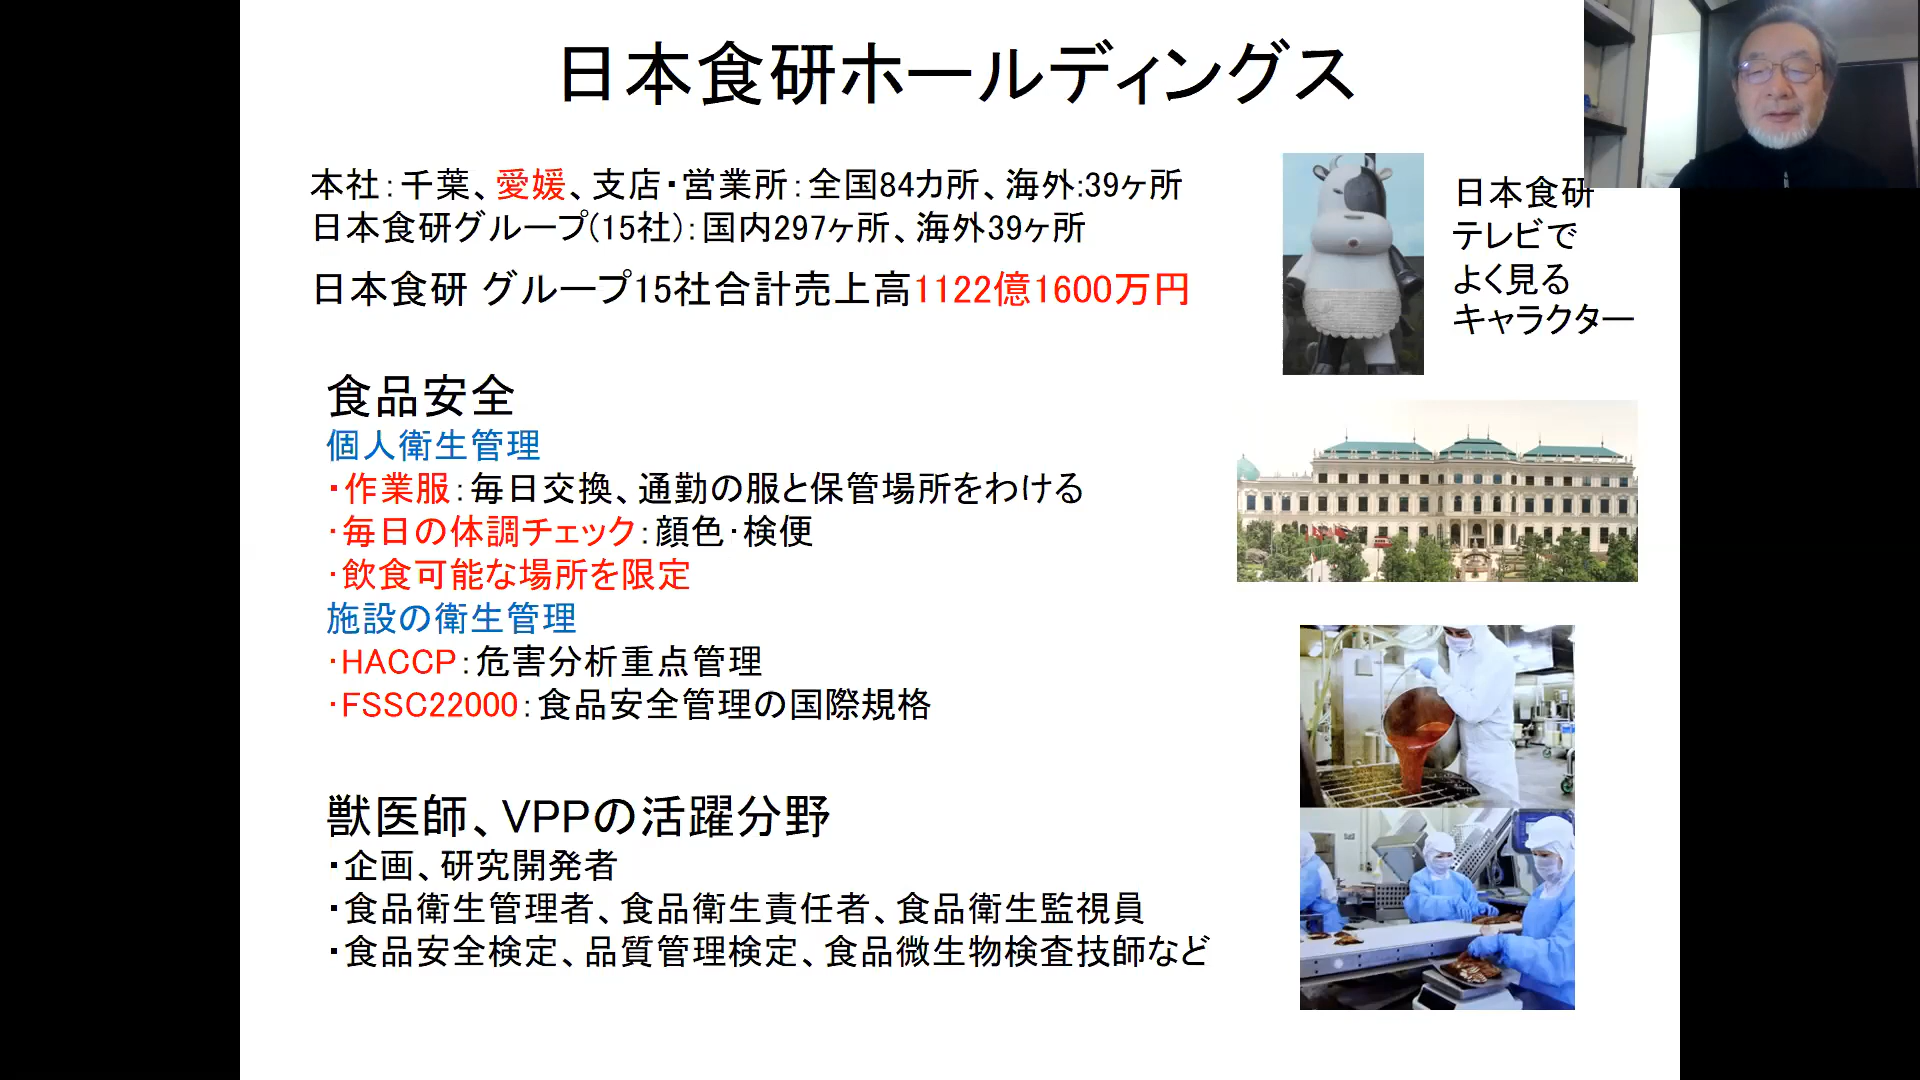 日本食研ホールディングス
本社：千葉、愛媛、支店・営業所：全国84カ所、海外:39ヶ所
日本食研グループ(15社)：国内297ヶ所、海外39ヶ所
日本食研 グループ15社合計売上高1122億1600万円
日本食研
テレビで
よく見る
キャラクター
食品安全
個人衛生管理
・作業服：毎日交換、通勤の服と保管場所をわける
・毎日の体調チェック：顔色・検便
・飲食可能な場所を限定
施設の衛生管理
・HACCP：危害分析重点管理
・FSSC22000：食品安全管理の国際規格
獣医師、VPPの活躍分野
・企画、研究開発者
・食品衛生管理者、食品衛生責任者、食品衛生監視員
・食品安全検定、品質管理検定、食品微生物検査技師など